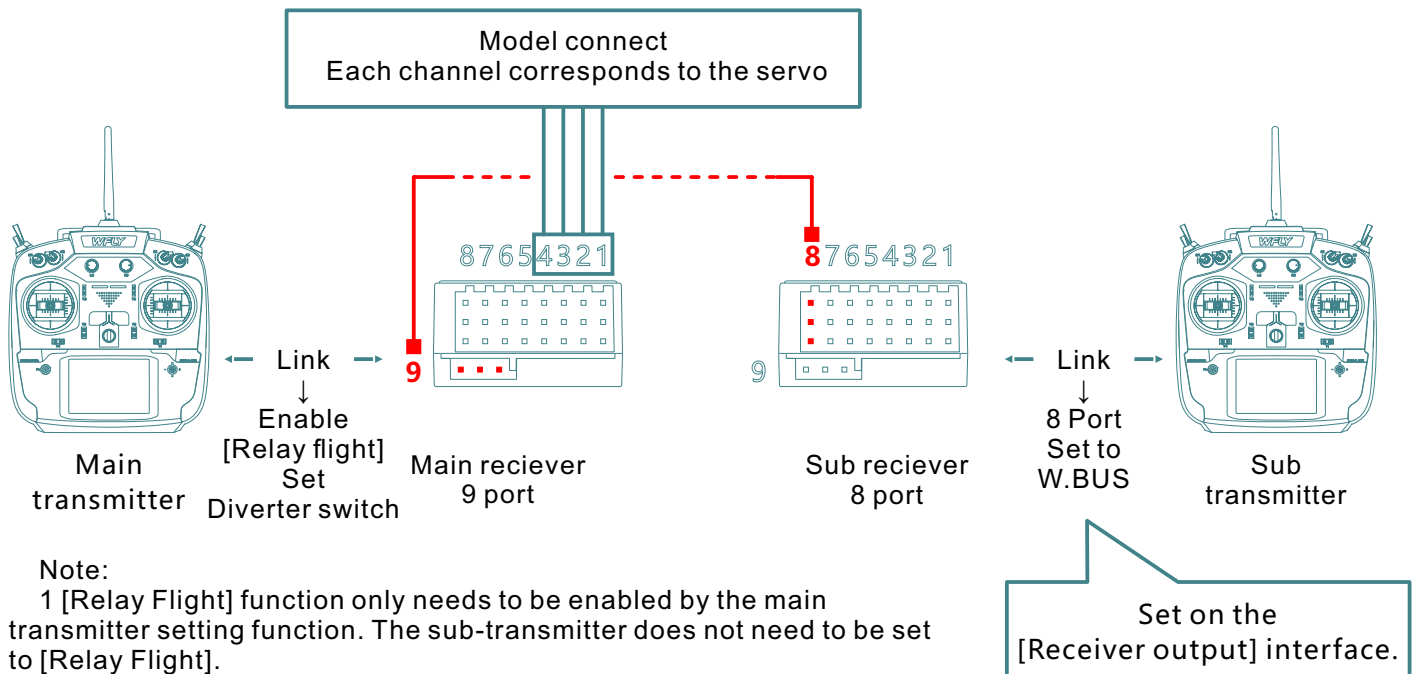 Model connect
Each channel corresponds to the servo
WFLY
87654321
9
Link
↓
Enable
[Relay flight]
Set
Diverter switch
Main
transmitter
Main reciever
9 port
87654321
9
Sub reciever
8 port
Link
↓
8 Port
Set to
W.BUS
WFLY
Sub
transmitter
Set on the
[Receiver output] interface.
Note:
1 [Relay Flight] function only needs to be enabled by the main
transmitter setting function. The sub-transmitter does not need to be set
to [Relay Flight].